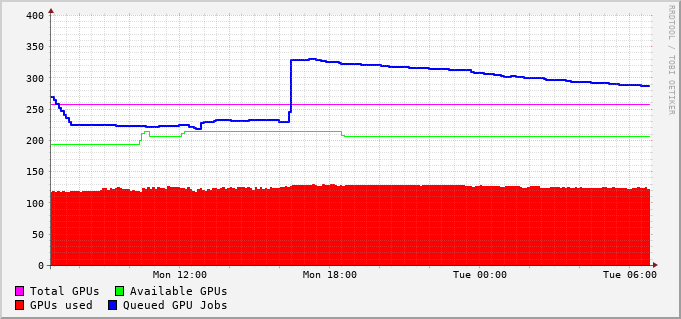 400
350
300
250
200
150
100
50
0
Mon 12:00 Mon 18:00 Tue 00:00 Tue 06:00
Total GPUs Available GPUs
GPUs used Queued GPU Jobs
RRDTOOL / TOBI OETIKER